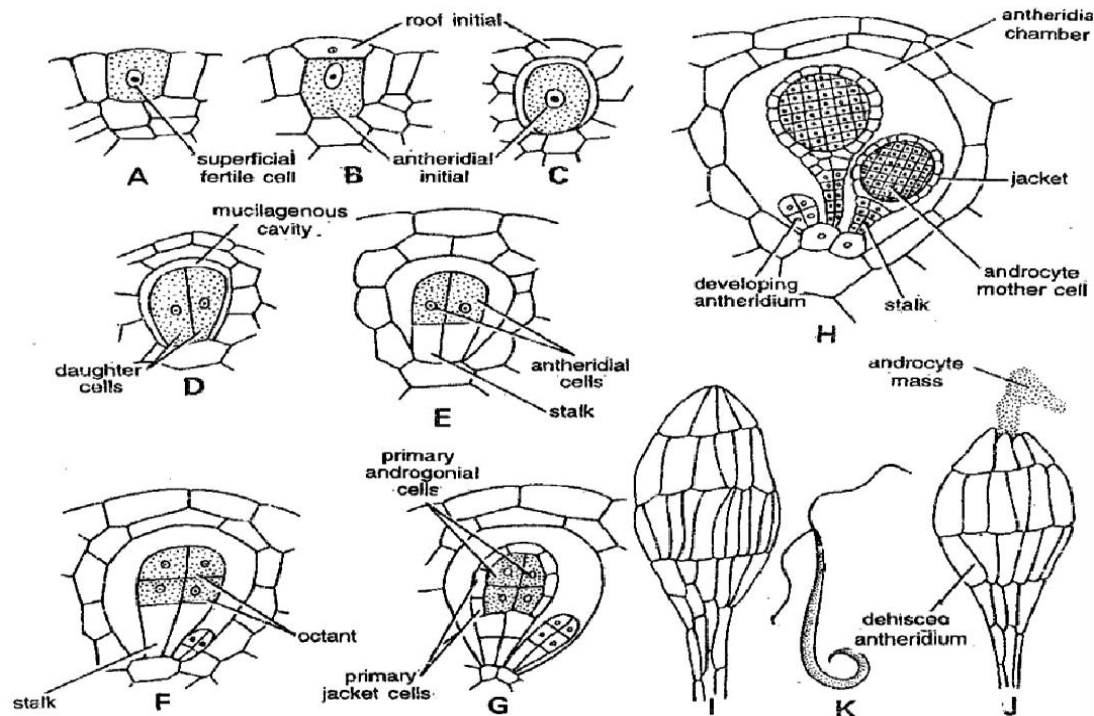 roof initial
superficial
fertile cell
antheridial
initial
A
B
C
antheridia
chamber
jacket
androcyte
mother cell
developing
antheridium
stalk
H
mucilagenous
cavity
daughter
cells
D
antheridial
cells
stalk
E
androcyte
mass
primary
androgonial
cells
octant
stalk
F
primary
jacket cells
G
dehisced
antheridium
I
K
J